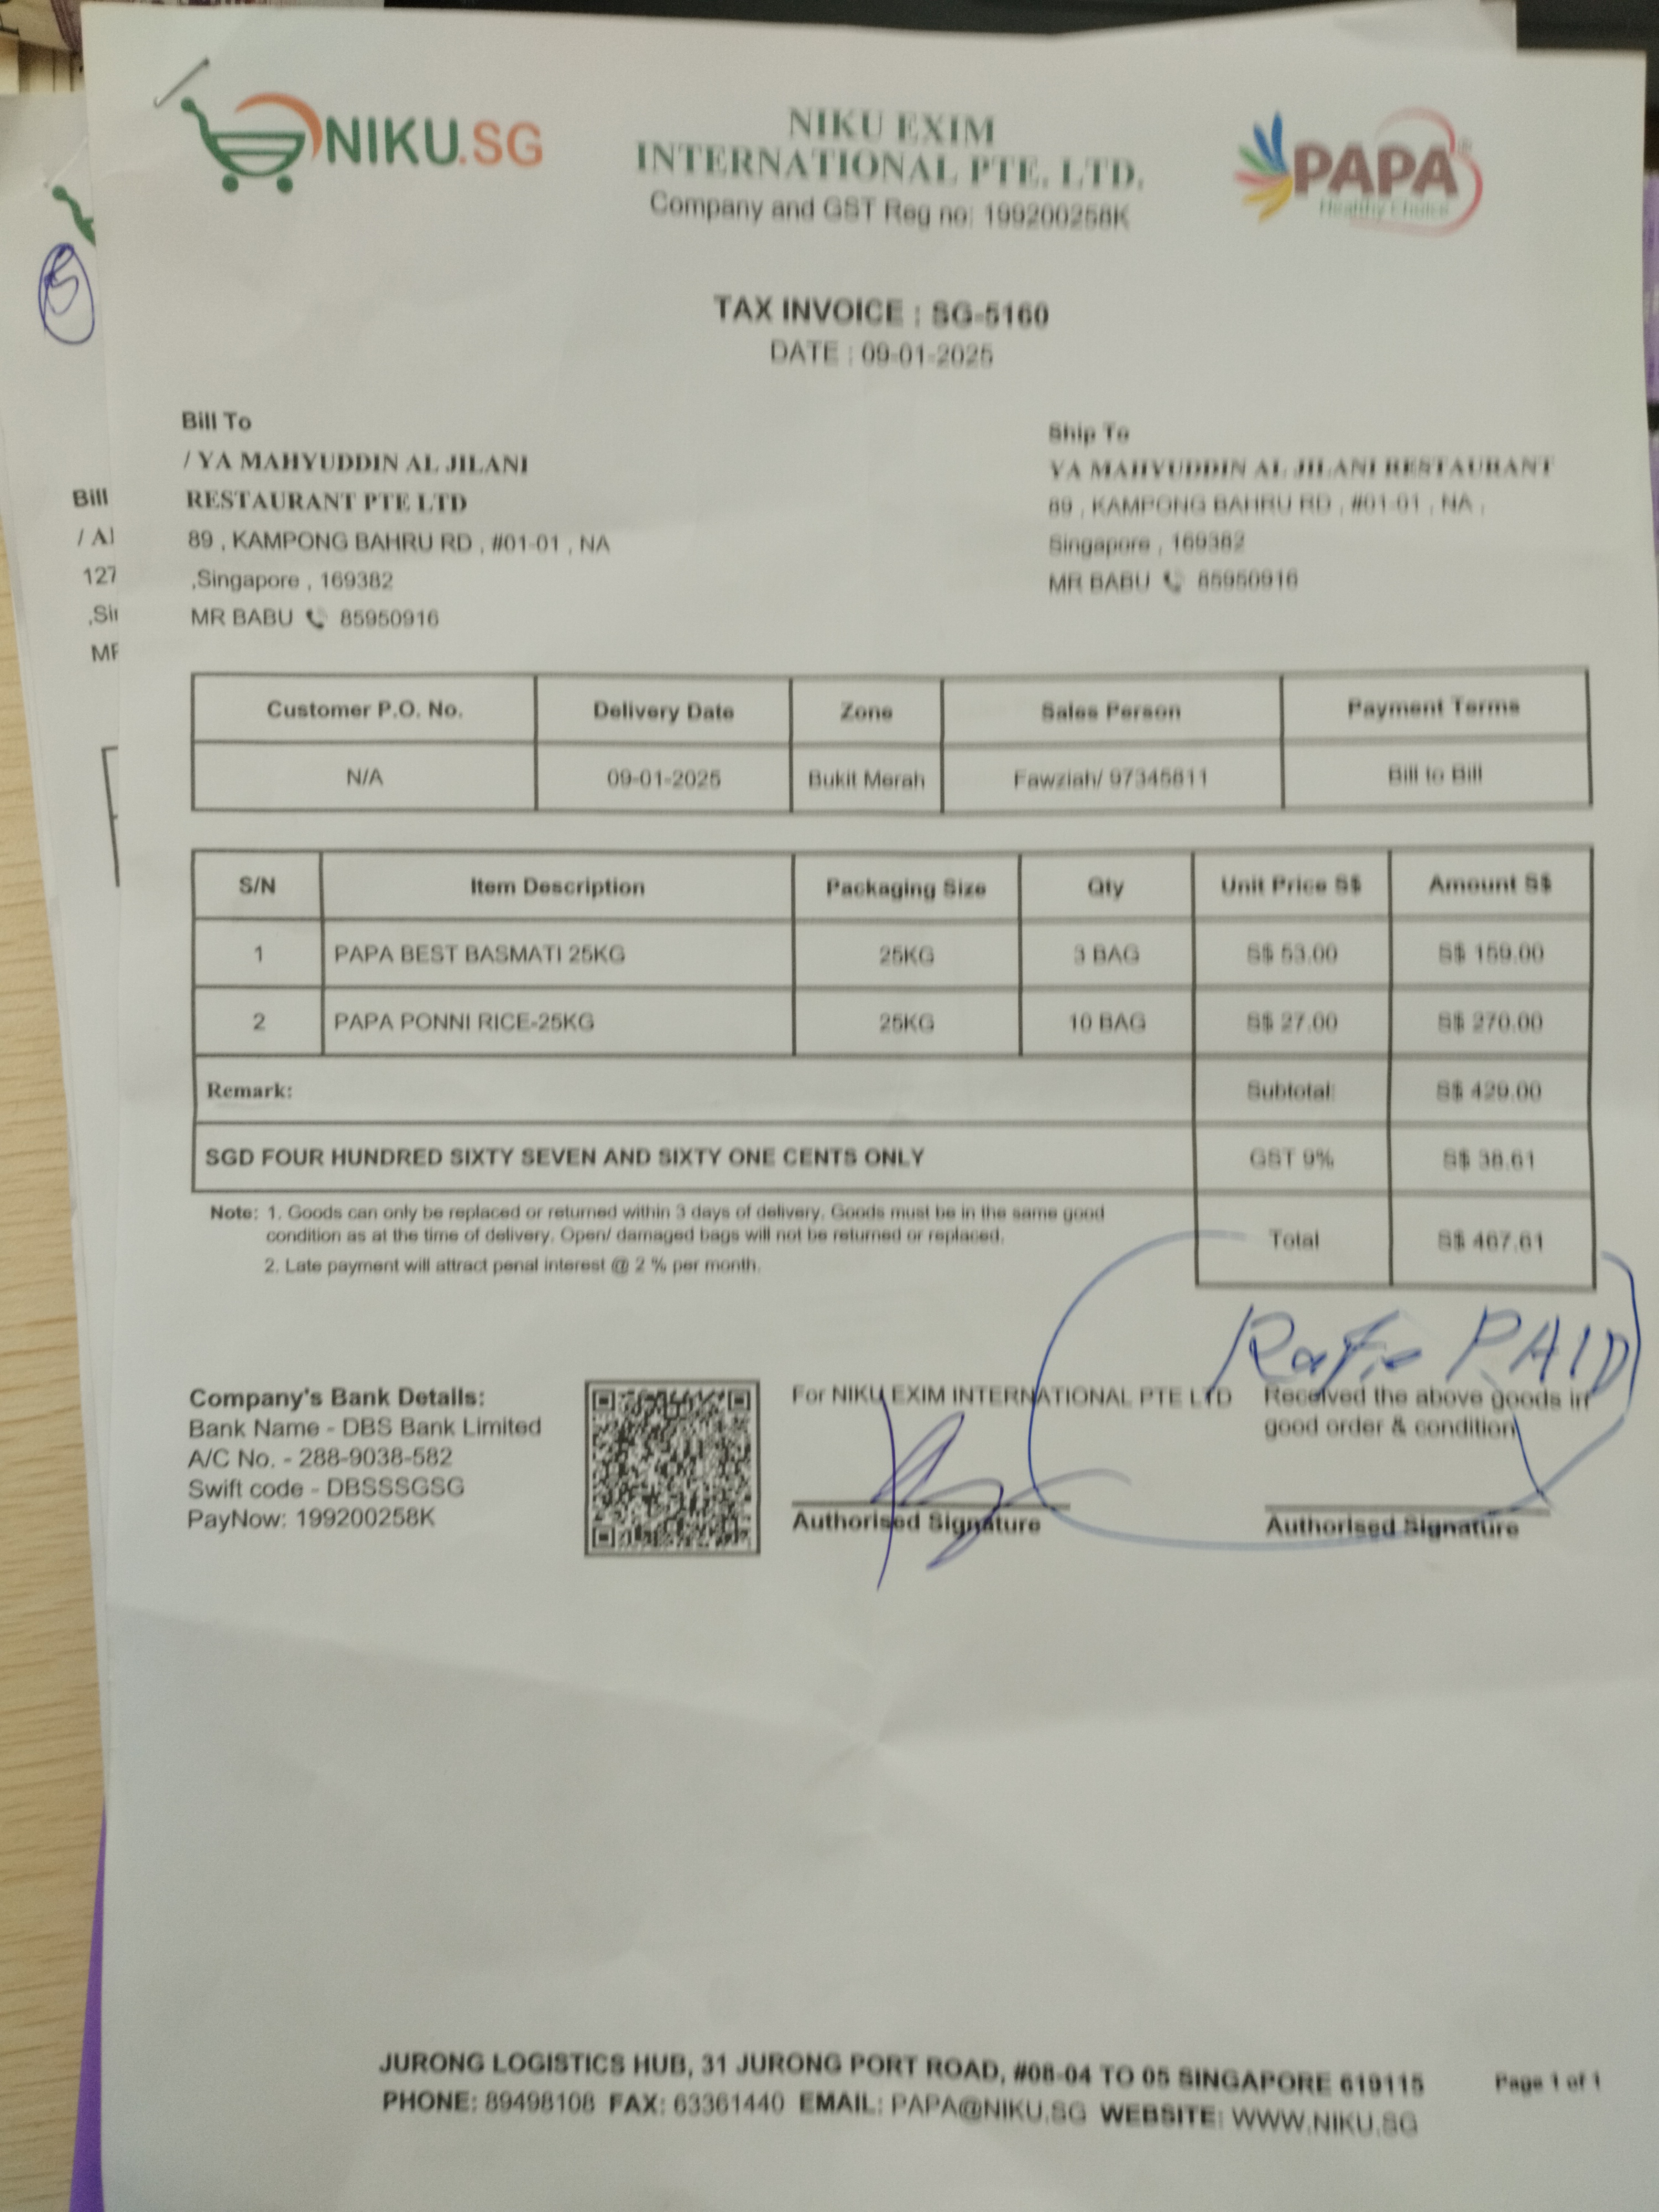 NIKU.SG
NIKU EXIM
INTERNATIONAL PTE. LTD.
Company and GST Reg no: 199200258K
PAPA
Healthy Choice
TAX INVOICE : SG-5160
DATE : 09-01-2025
Bill To
/ YA MAHYUDDIN AL JILANI
RESTAURANT PTE LTD
89 , KAMPONG BAHRU RD , #01-01 , NA
,Singapore , 169382
MR BABU 85950916
Ship To
YA MAHYUDDIN AL JILANI RESTAURANT
89 , KAMPONG BAHRU RD , #01-01 , NA ,
Singapore , 169382
MR BABU 85950916
Bill
/ Al
127
Customer P.O. No. Delivery Date Zone Sales Person Payment Terms
N/A 09-01-2025 Bukit Merah Fawziah/ 97345811 Bill to Bill
S/N Item Description Packaging Size Qty Unit Price S$ Amount S$
1 PAPA BEST BASMATI 25KG 25KG 3 BAG S$ 53.00 S$ 159.00
2 PAPA PONNI RICE-25KG 25KG 10 BAG S$ 27.00 S$ 270.00
Remark: Subtotal: S$ 429.00
SGD FOUR HUNDRED SIXTY SEVEN AND SIXTY ONE CENTS ONLY GST 9% S$ 38.61
Total S$ 467.61
Note: 1. Goods can only be replaced or returned within 3 days of delivery. Goods must be in the same good
condition as at the time of delivery. Open/ damaged bags will not be returned or replaced.
2. Late payment will attract penal interest @ 2 % per month.
PAID
Company's Bank Details:
Bank Name - DBS Bank Limited
A/C No. - 288-9038-582
Swift code - DBSSSGSG
PayNow: 199200258K
For NIKU EXIM INTERNATIONAL PTE LTD
Authorised Signature
Received the above goods in
good order & condition
Authorised Signature
JURONG LOGISTICS HUB, 31 JURONG PORT ROAD, #08-04 TO 05 SINGAPORE 619115
Page 1 of 1
PHONE: 89498108 FAX: 63361440 EMAIL: PAPA@NIKU.SG WEBSITE: WWW.NIKU.SG